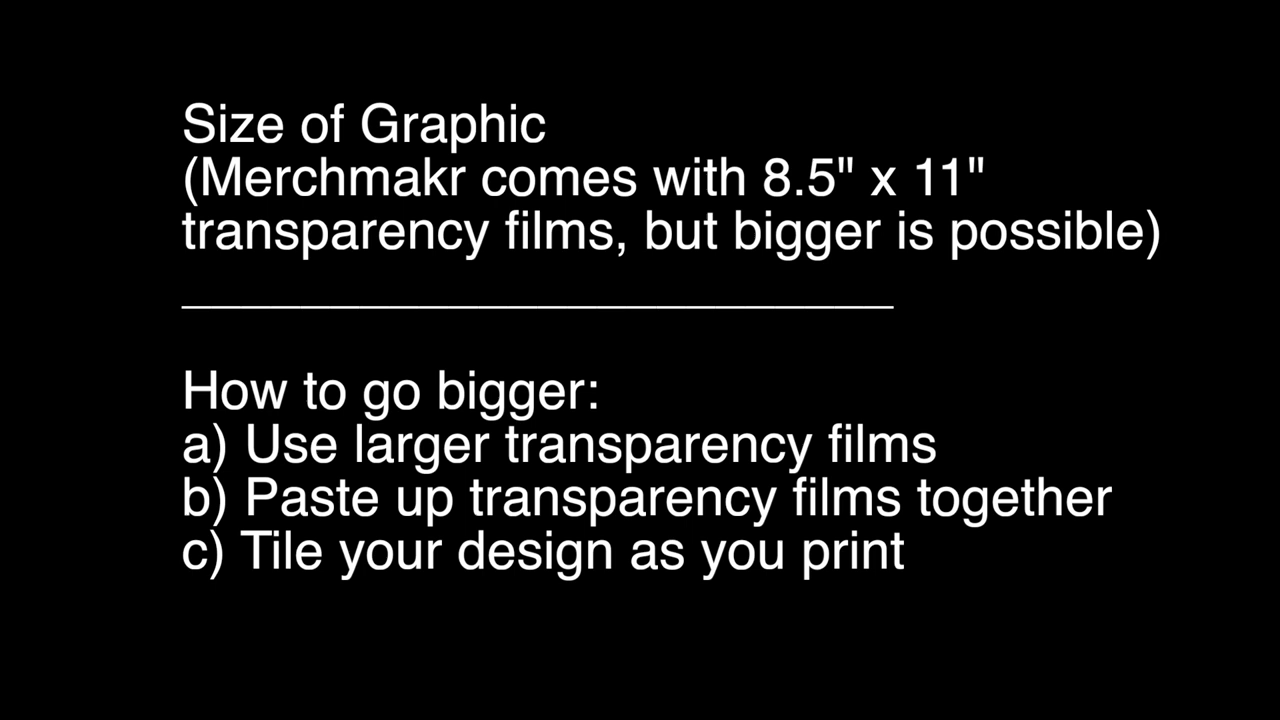 Size of Graphic
(Merchmakr comes with 8.5" x 11"
transparency films, but bigger is possible)
________________________
How to go bigger:
a) Use larger transparency films
b) Paste up transparency films together
c) Tile your design as you print